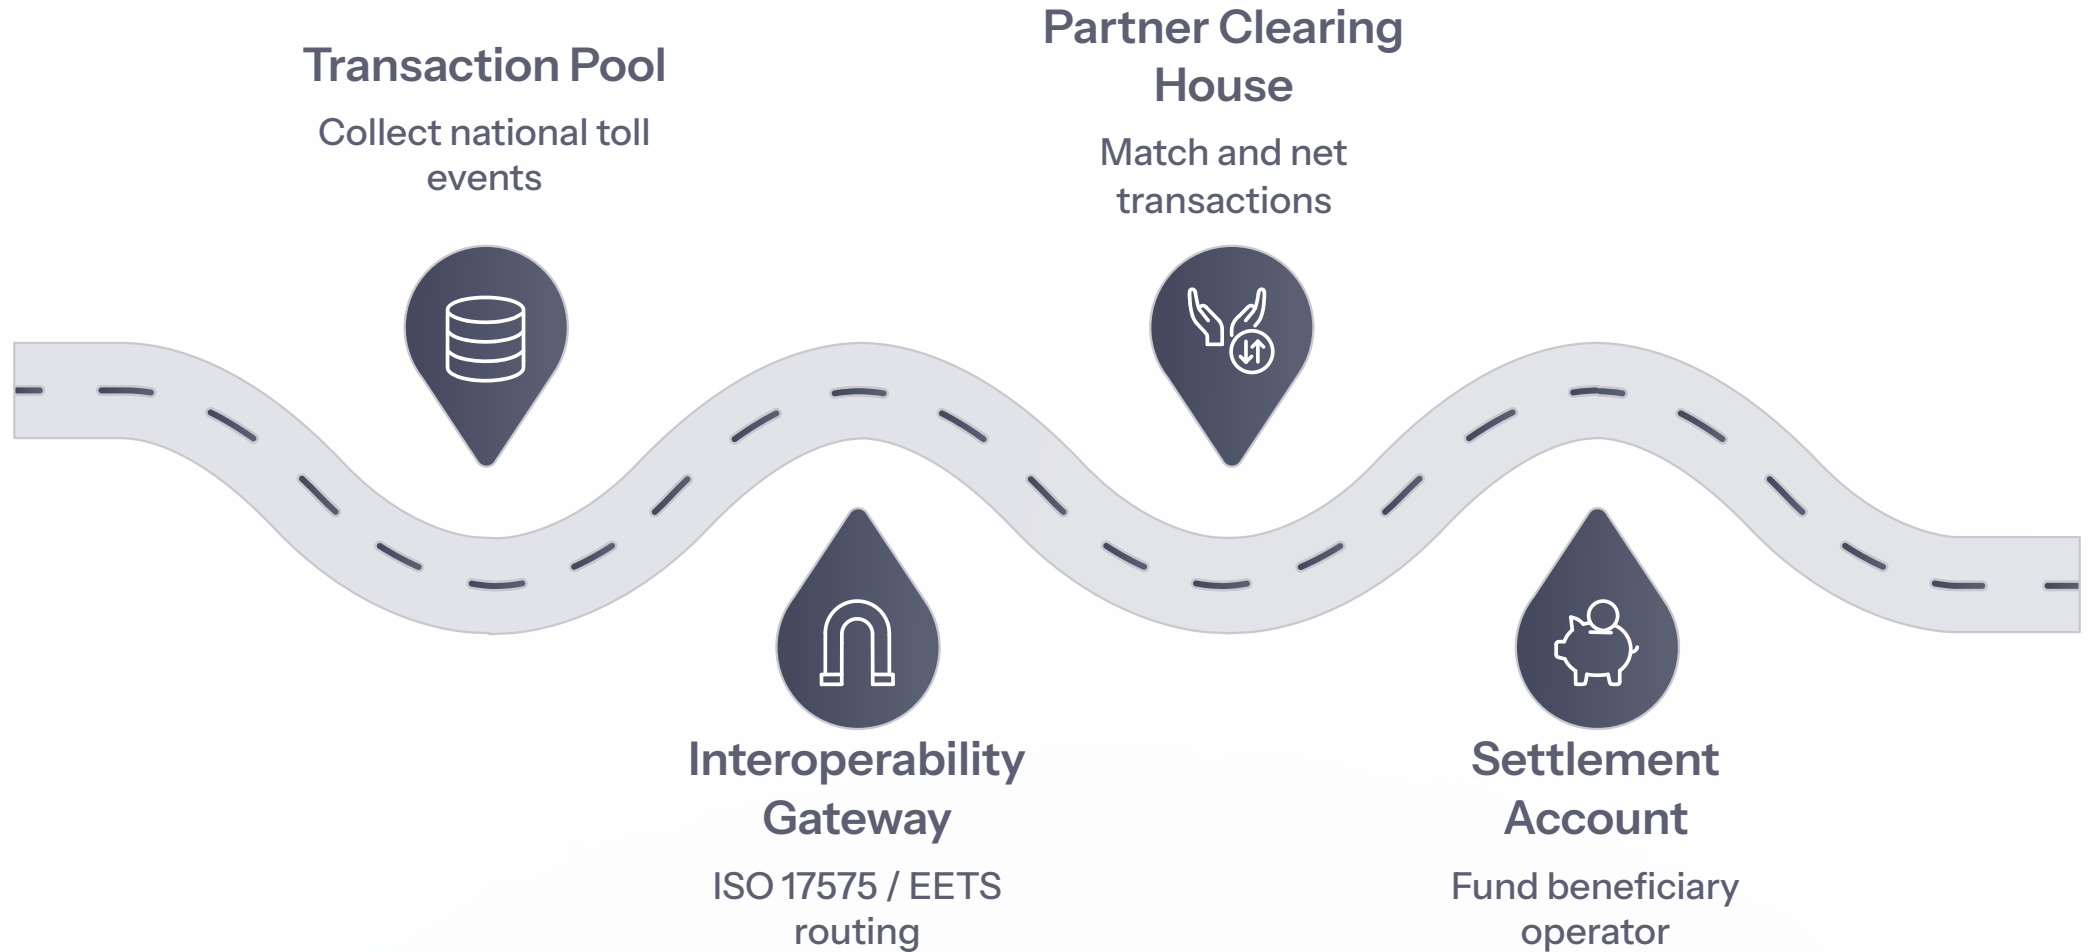 Transaction Pool
Collect national toll
events
Interoperability
Gateway
ISO 17575 / EETS
routing
Partner Clearing
House
Match and net
transactions
Settlement
Account
Fund beneficiary
operator